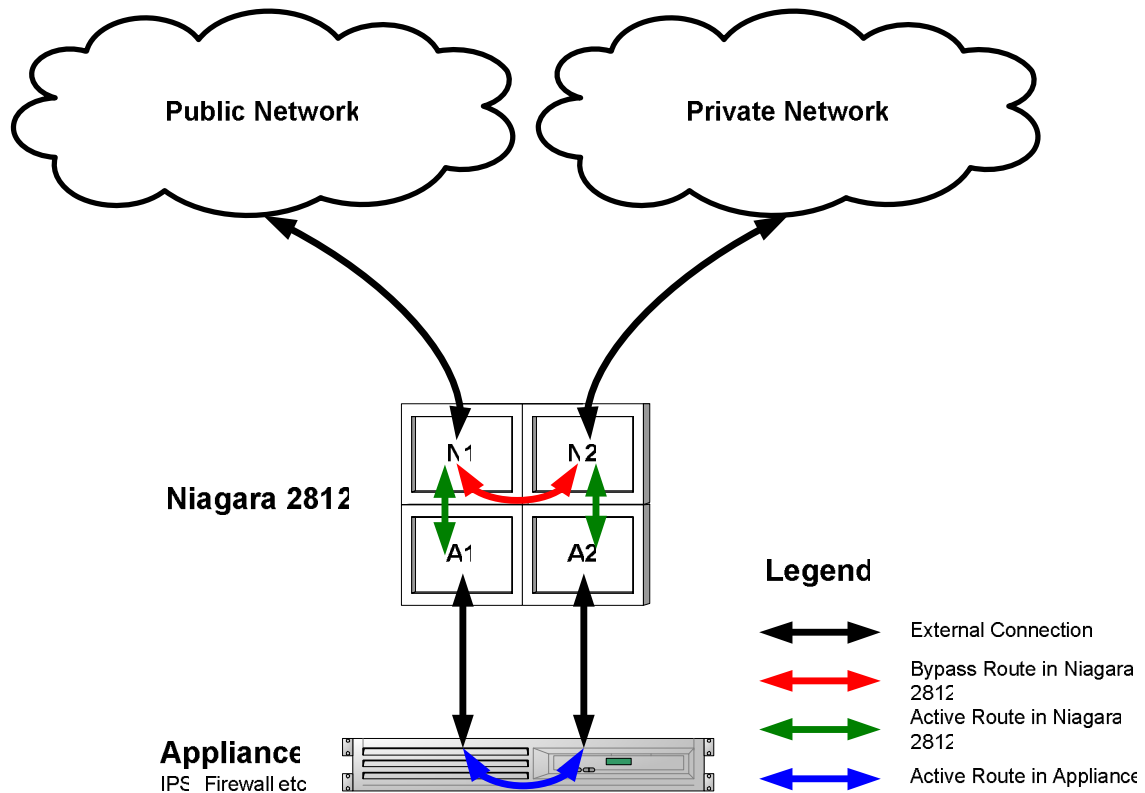 Public Network
Private Network
N1
N2
Niagara 2812
A1
A2
Legend
External Connection
Bypass Route in Niagara
2812
Active Route in Niagara
2812
Appliance
IPS Firewall etc
Active Route in Appliance